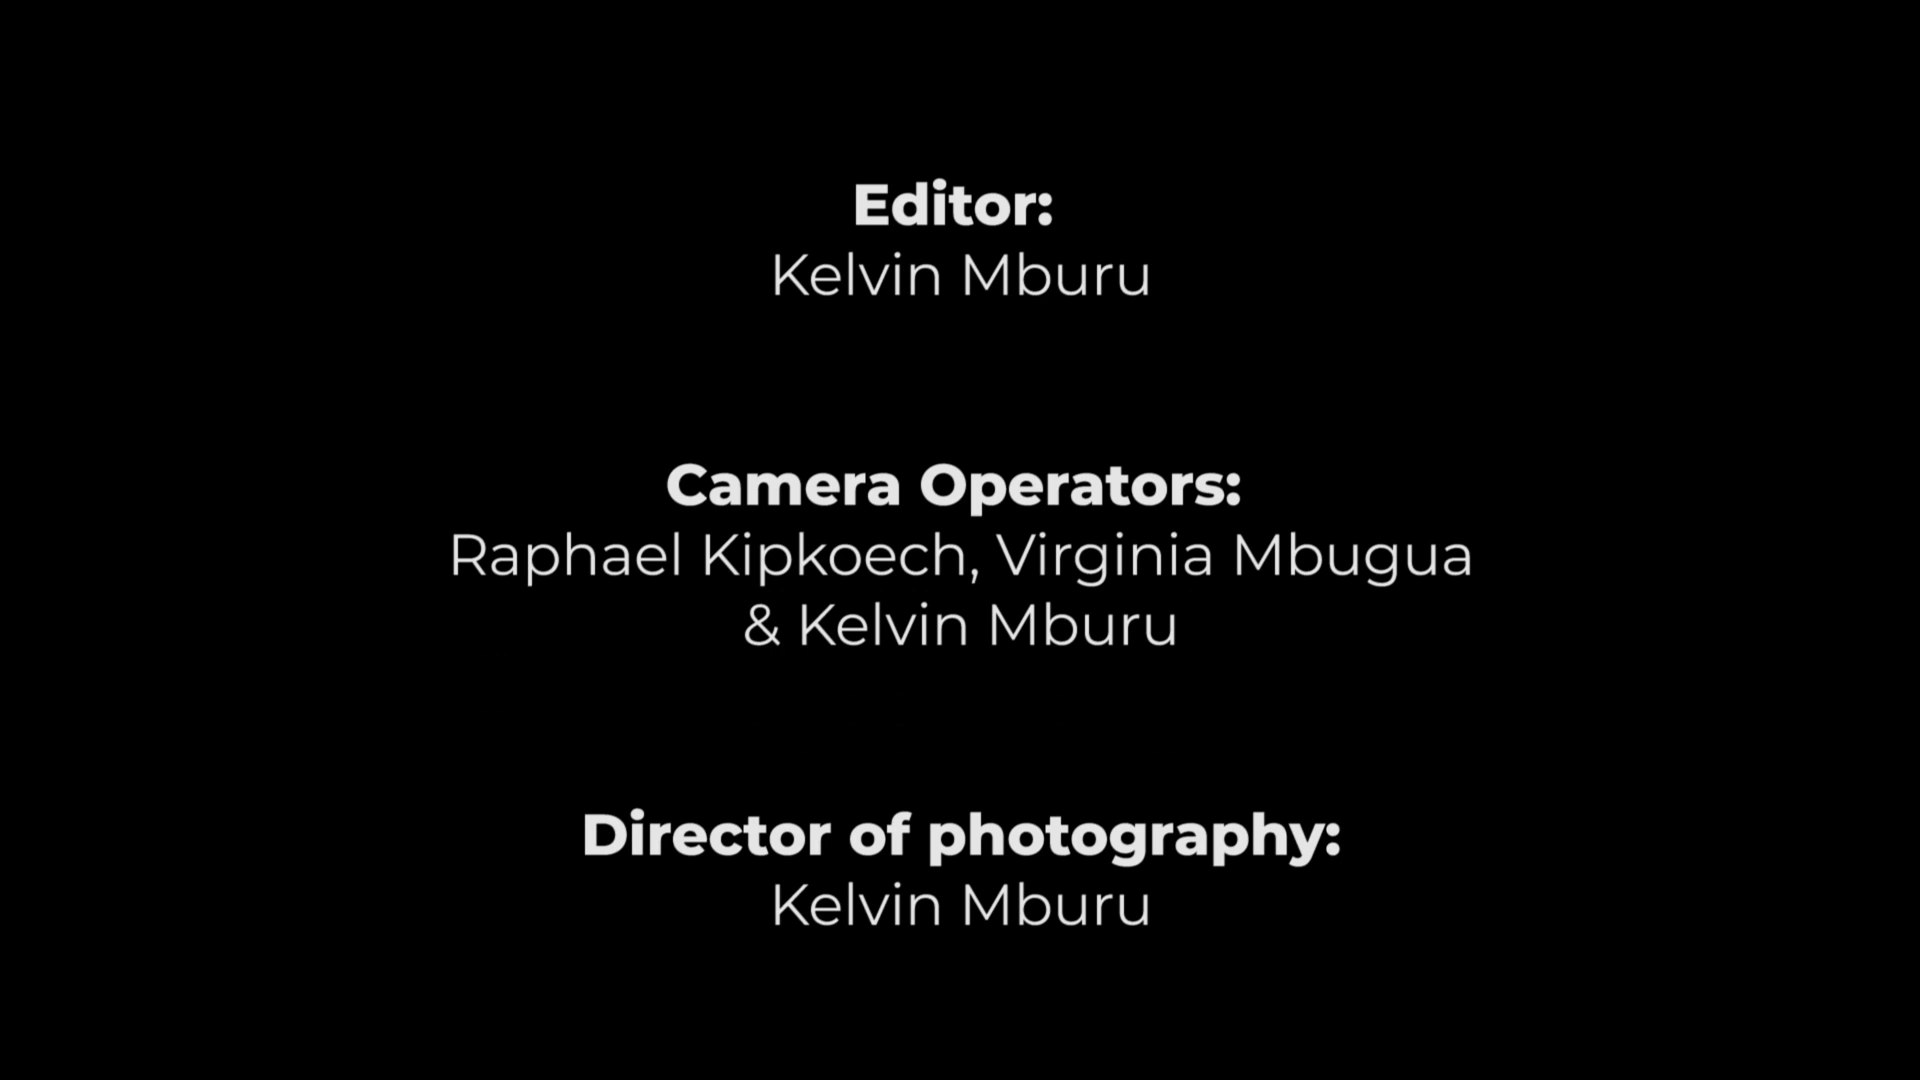 Editor:
Kelvin Mburu
Camera Operators:
Raphael Kipkoech, Virginia Mbugua
& Kelvin Mburu
Director of photography:
Kelvin Mburu